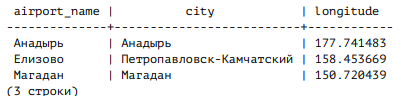 airport_name | city | longitude
-------------+--------------------------+------------
Анадырь | Анадырь | 177.741483
Елизово | Петропавловск-Камчатский | 158.453669
Магадан | Магадан | 150.720439
(3 строки)